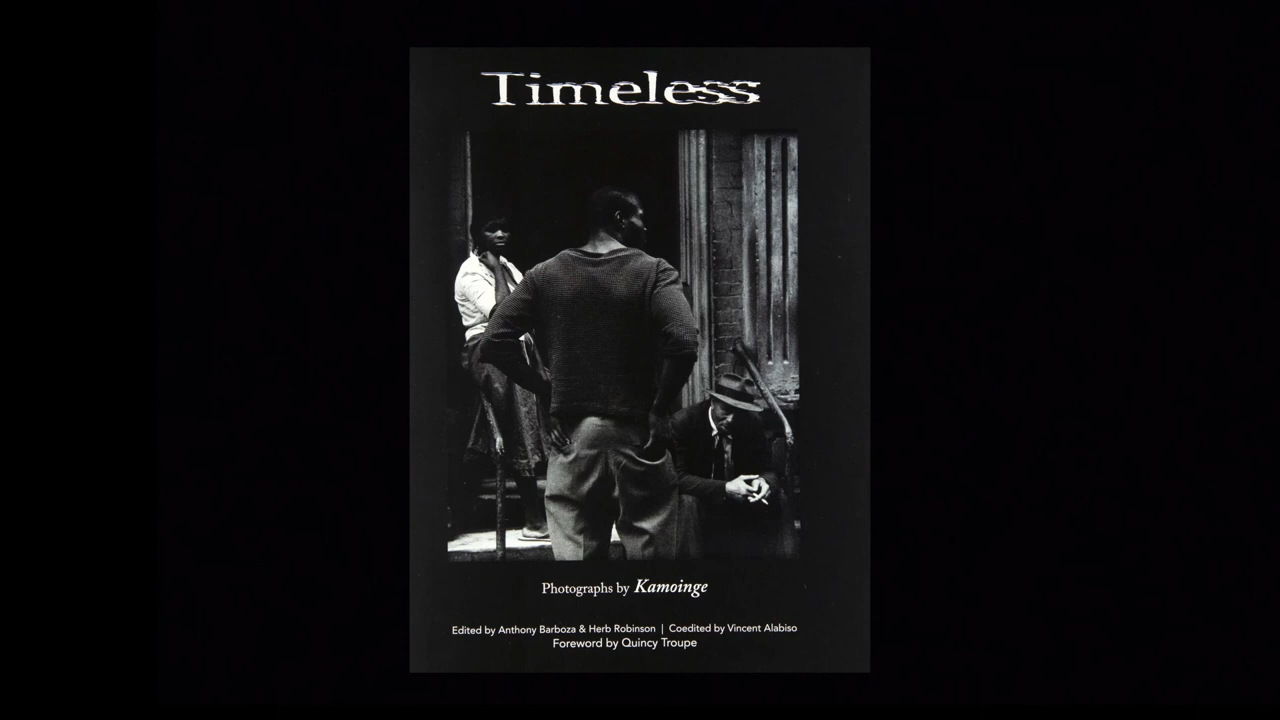 Timeless
Photographs by Kamoinge
Edited by Anthony Barboza & Herb Robinson | Coedited by Vincent Alabiso
Foreword by Quincy Troupe